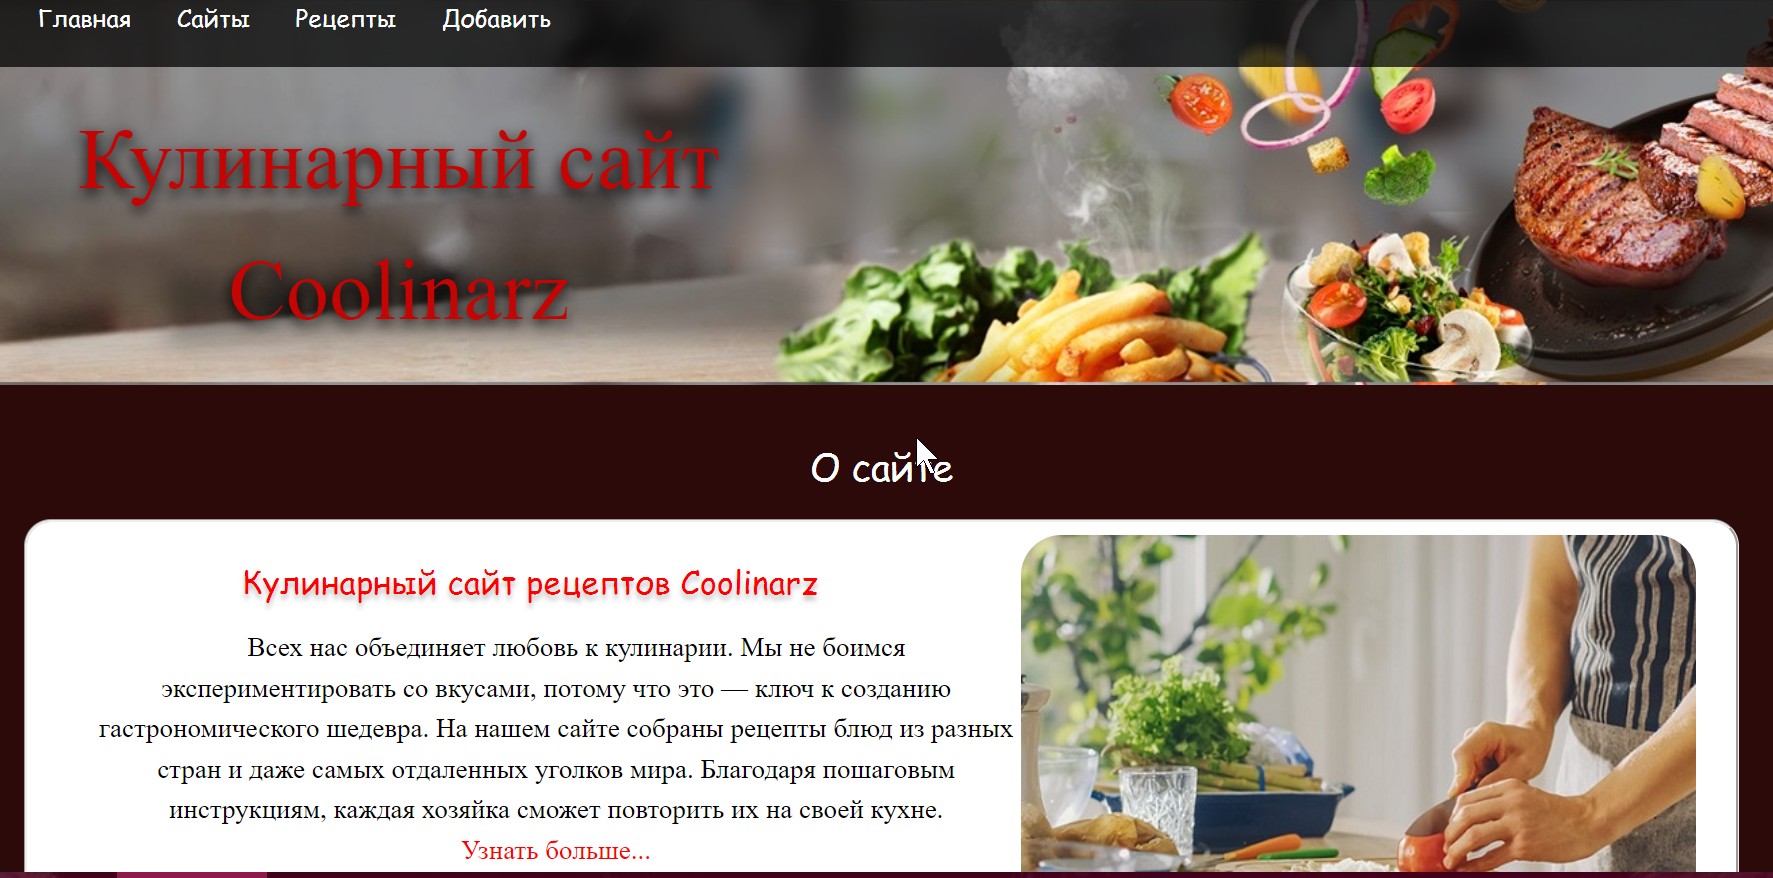 Главная Сайты Рецепты Добавить
Кулинарный сайт
Coolinarz
О сайте
Кулинарный сайт рецептов Coolinarz
Всех нас объединяет любовь к кулинарии. Мы не боимся
экспериментировать со вкусами, потому что это — ключ к созданию
гастрономического шедевра. На нашем сайте собраны рецепты блюд из разных
стран и даже самых отдаленных уголков мира. Благодаря пошаговым
инструкциям, каждая хозяйка сможет повторить их на своей кухне.
Узнать больше...